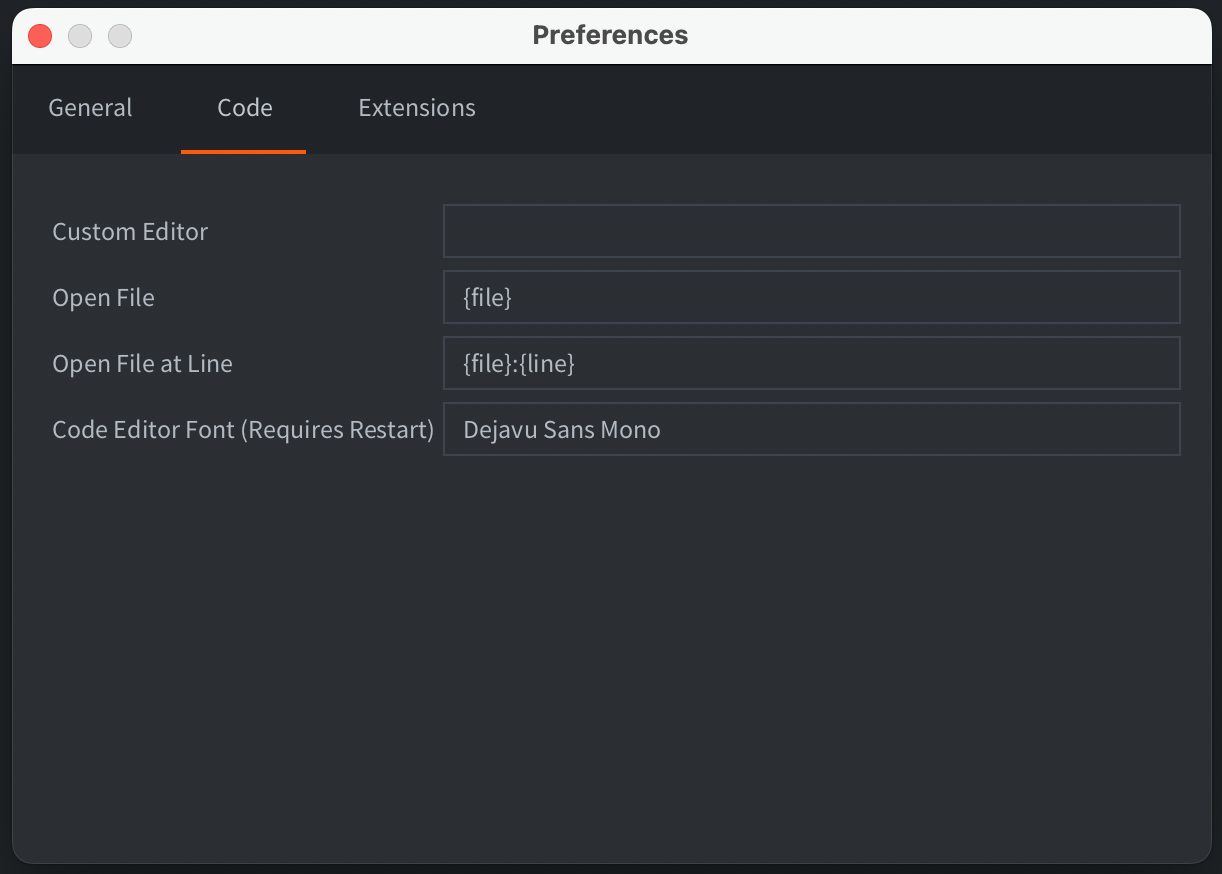 Preferences
General Code Extensions
Custom Editor
Open File {file}
Open File at Line {file}:{line}
Code Editor Font (Requires Restart) Dejavu Sans Mono